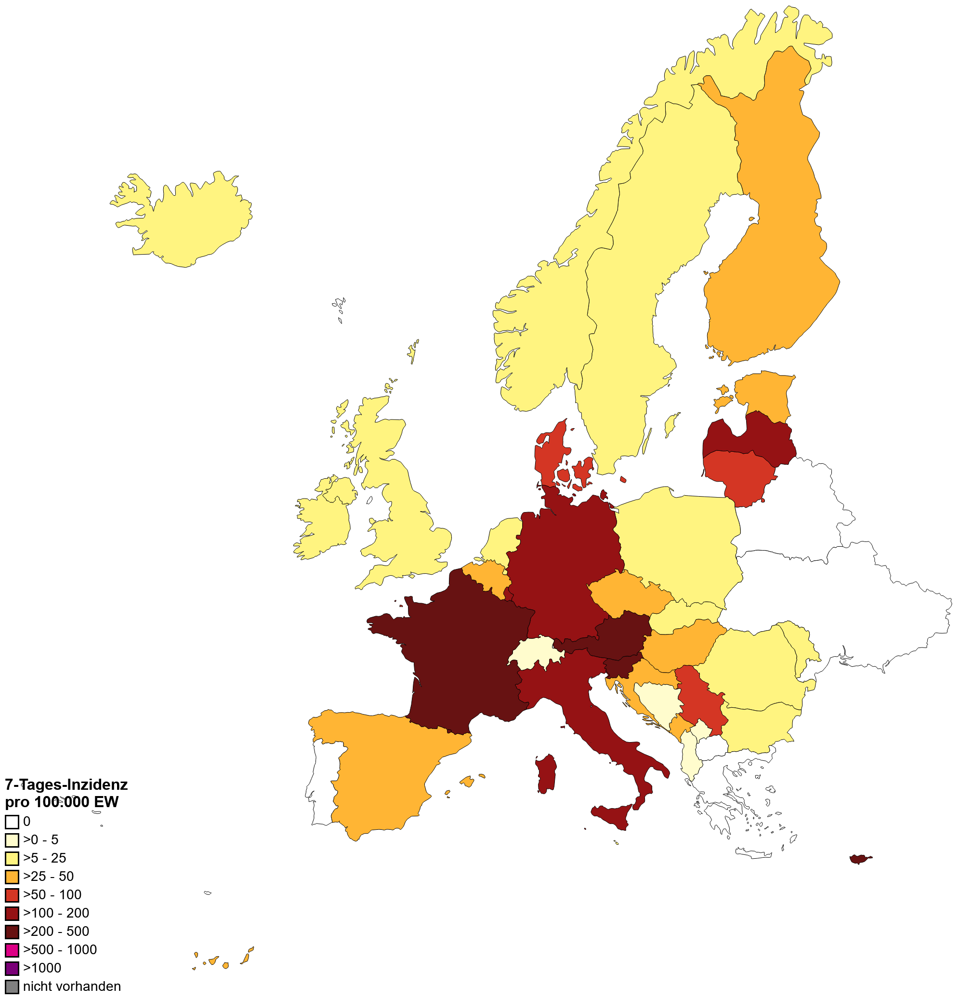 7-Tages-Inzidenz
pro 100.000 EW
0
>0 - 5
>5 - 25
>25 - 50
>50 - 100
>100 - 200
>200 - 500
>500 - 1000
>1000
nicht vorhanden